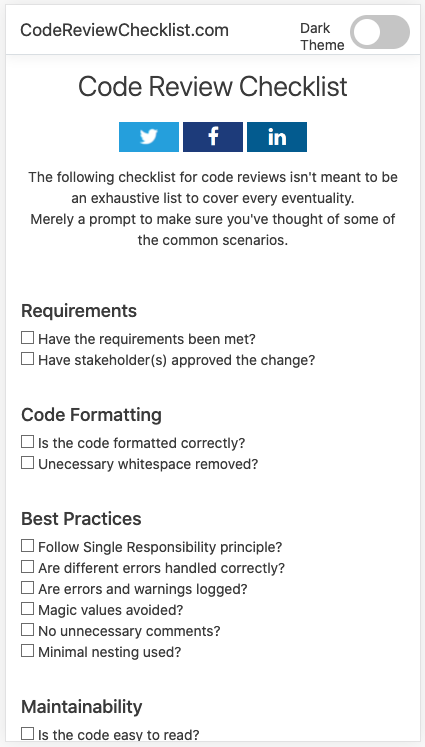 CodeReviewChecklist.com
Dark
Theme
Code Review Checklist
The following checklist for code reviews isn't meant to be
an exhaustive list to cover every eventuality.
Merely a prompt to make sure you've thought of some of
the common scenarios.
Requirements
Have the requirements been met?
Have stakeholder(s) approved the change?
Code Formatting
Is the code formatted correctly?
Unecessary whitespace removed?
Best Practices
Follow Single Responsibility principle?
Are different errors handled correctly?
Are errors and warnings logged?
Magic values avoided?
No unnecessary comments?
Minimal nesting used?
Maintainability
Is the code easy to read?